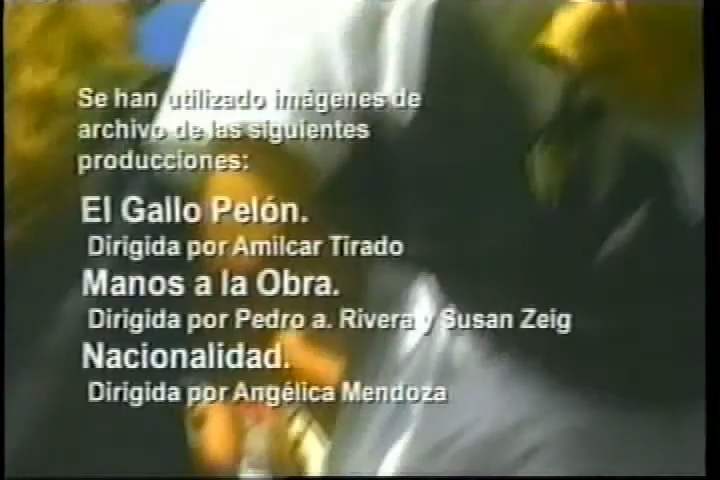 Se han utilizado imágenes de
archivo de las siguientes
producciones:
El Gallo Pelón.
Dirigida por Amilcar Tirado
Manos a la Obra.
Dirigida por Pedro a. Rivera y Susan Zeig
Nacionalidad.
Dirigida por Angélica Mendoza